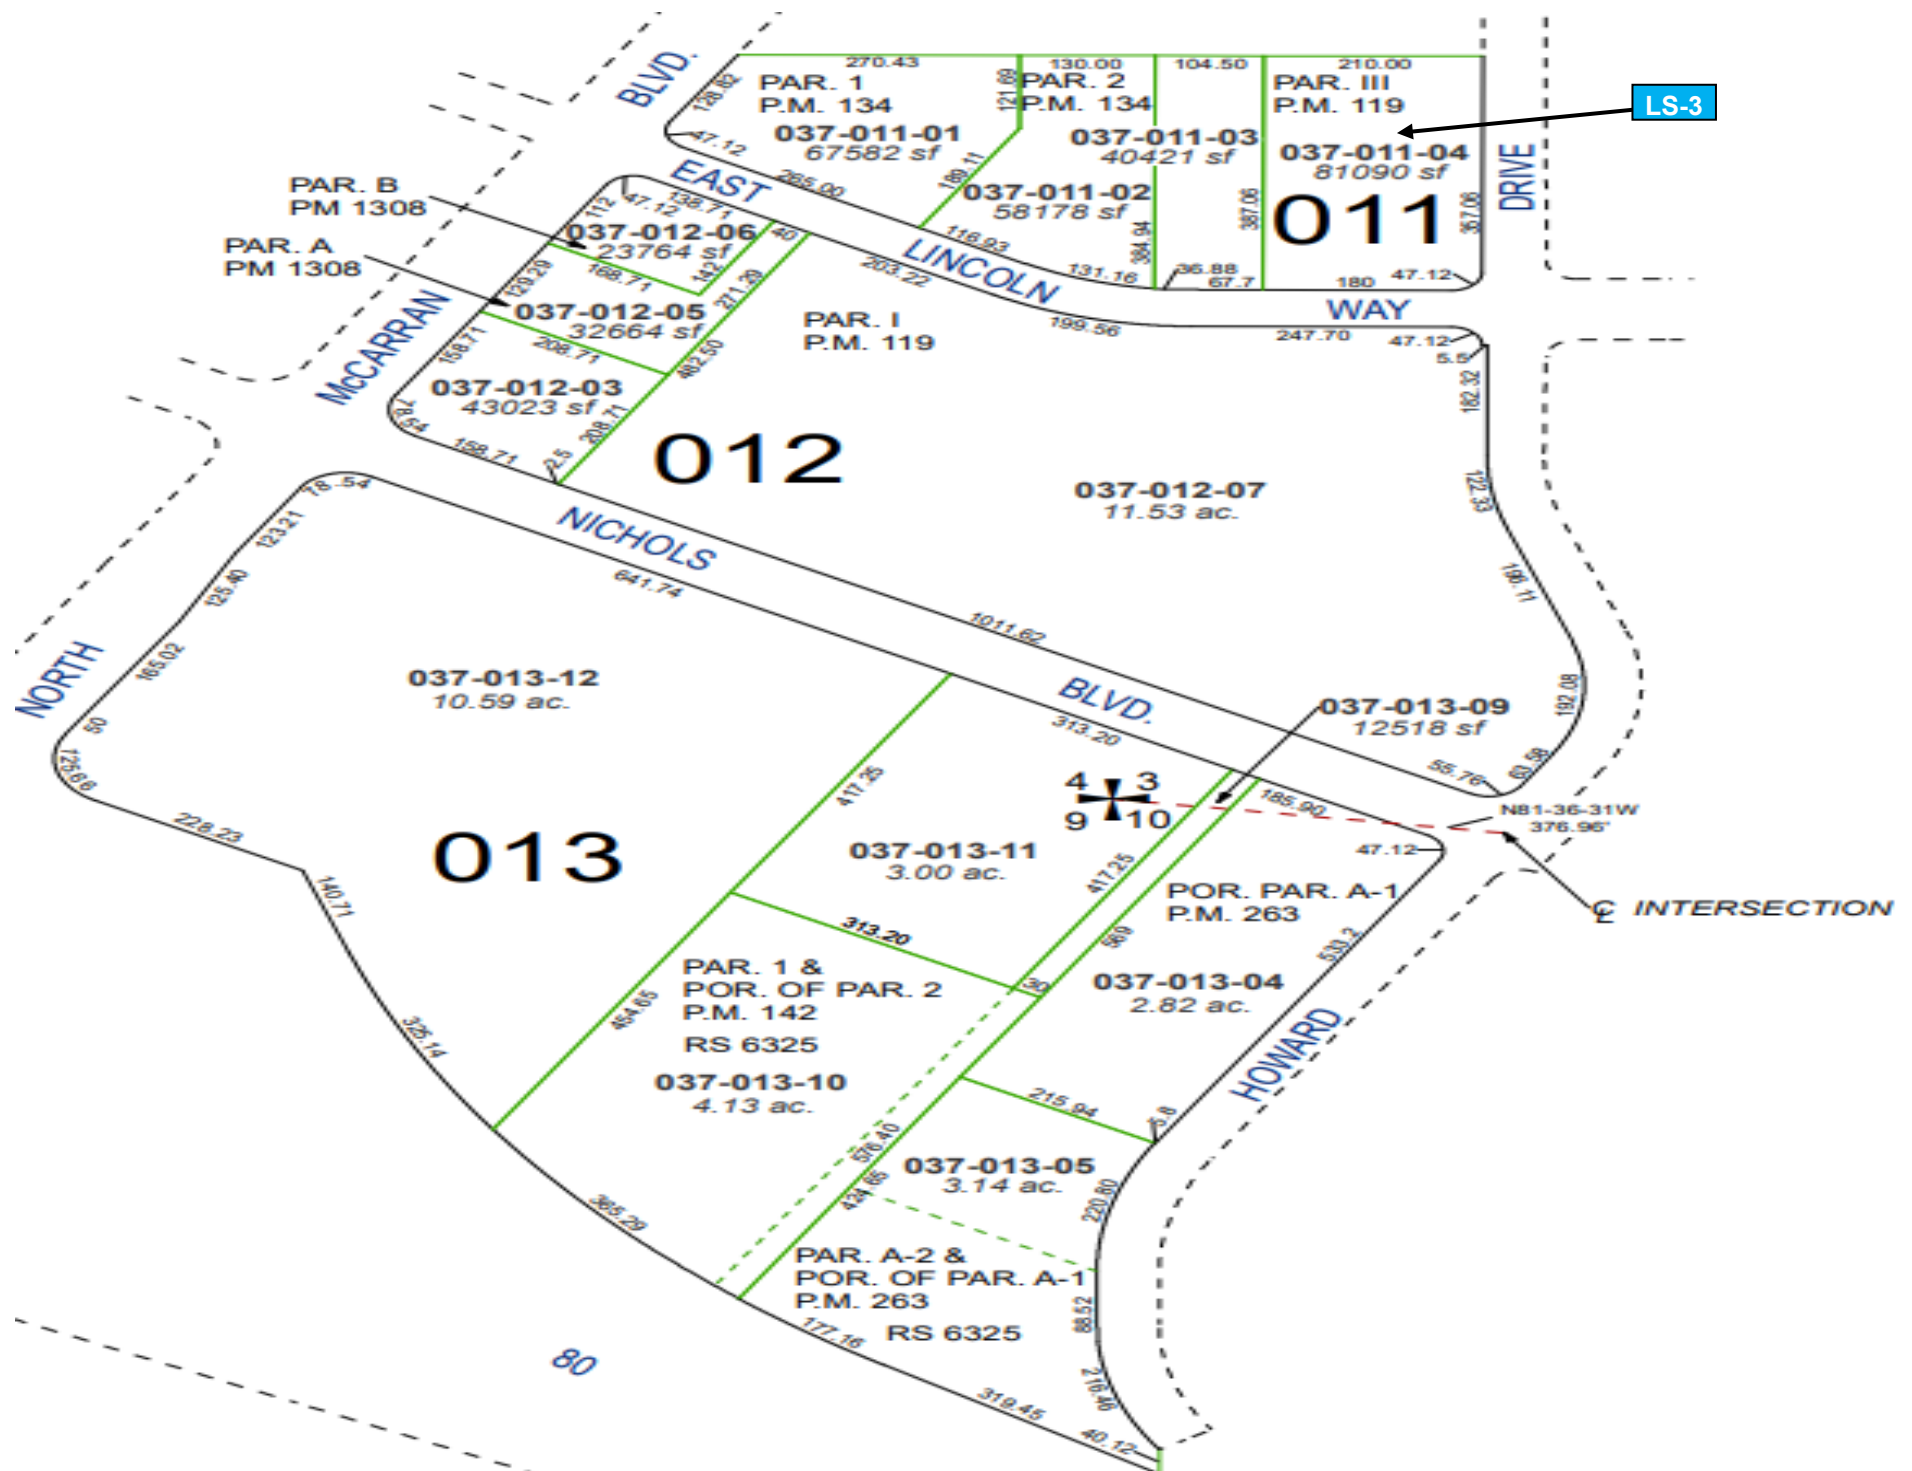 BLVD.
270.43
130.00
104.50
210.00
128.82
PAR. 1
P.M. 134
121.69
PAR. 2
P.M. 134
PAR. III
P.M. 119
LS-3
037-011-01
67582 sf
037-011-03
40421 sf
037-011-04
81090 sf
47.12
265.00
189.11
037-011-02
58178 sf
387.06
011
357.06
DRIVE
EAST
PAR. B
PM 1308
112
47.12
138.71
037-012-06
23764 sf
40
116.93
384.94
PAR. A
PM 1308
129.29
168.71
142
271.29
203.22
LINCOLN
131.16
36.88
67.7
180
47.12
WAY
037-012-05
32664 sf
PAR. I
P.M. 119
199.56
247.70
47.12
5.5
McCARRAN
158.71
208.71
482.50
182.32
037-012-03
43023 sf
78.54
208.71
158.71
2.5
012
122.33
037-012-07
11.53 ac.
78.54
123.21
NICHOLS
125.40
641.74
196.11
1011.62
165.02
NORTH
037-013-12
10.59 ac.
BLVD.
192.08
50
313.20
037-013-09
12518 sf
125.66
417.25
4 3
9 10
55.76
63.58
185.90
N81-36-31W
376.96'
228.23
013
037-013-11
3.00 ac.
417.25
47.12
140.71
POR. PAR. A-1
P.M. 263
℄ INTERSECTION
313.20
569
530.2
PAR. 1 &
POR. OF PAR. 2
P.M. 142
RS 6325
30
037-013-04
2.82 ac.
454.65
325.14
037-013-10
4.13 ac.
HOWARD
215.94
5.8
576.40
037-013-05
3.14 ac.
424.65
220.80
365.29
PAR. A-2 &
POR. OF PAR. A-1
P.M. 263
RS 6325
88.52
177.16
80
216.46
319.45
40.12